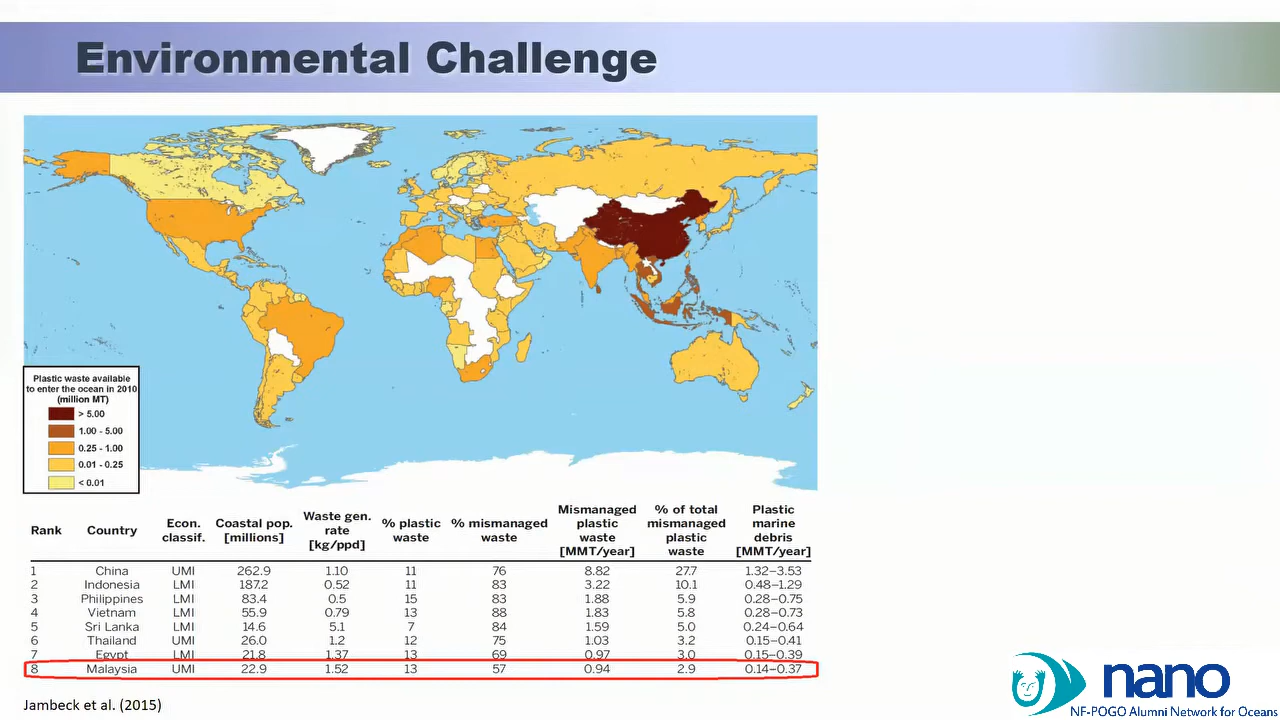 Environmental Challenge
Plastic waste available
to enter the ocean in 2010
(million MT)
> 5.00
1.00 - 5.00
0.25 - 1.00
0.01 - 0.25
< 0.01
Rank Country Econ. classif. Coastal pop. [millions] Waste gen. rate [kg/ppd] % plastic waste % mismanaged waste Mismanaged plastic waste [MMT/year] % of total mismanaged plastic waste Plastic marine debris [MMT/year]
1 China UMI 262.9 1.10 11 76 8.82 27.7 1.32–3.53
2 Indonesia LMI 187.2 0.52 11 83 3.22 10.1 0.48–1.29
3 Philippines LMI 83.4 0.5 15 83 1.88 5.9 0.28–0.75
4 Vietnam LMI 55.9 0.79 13 88 1.83 5.8 0.28–0.73
5 Sri Lanka LMI 14.6 5.1 7 84 1.59 5.0 0.24–0.64
6 Thailand UMI 26.0 1.2 12 75 1.03 3.2 0.15–0.41
7 Egypt LMI 21.8 1.37 13 69 0.97 3.0 0.15–0.39
8 Malaysia UMI 22.9 1.52 13 57 0.94 2.9 0.14–0.37
Jambeck et al. (2015)
nano
NF-POGO Alumni Network for Oceans